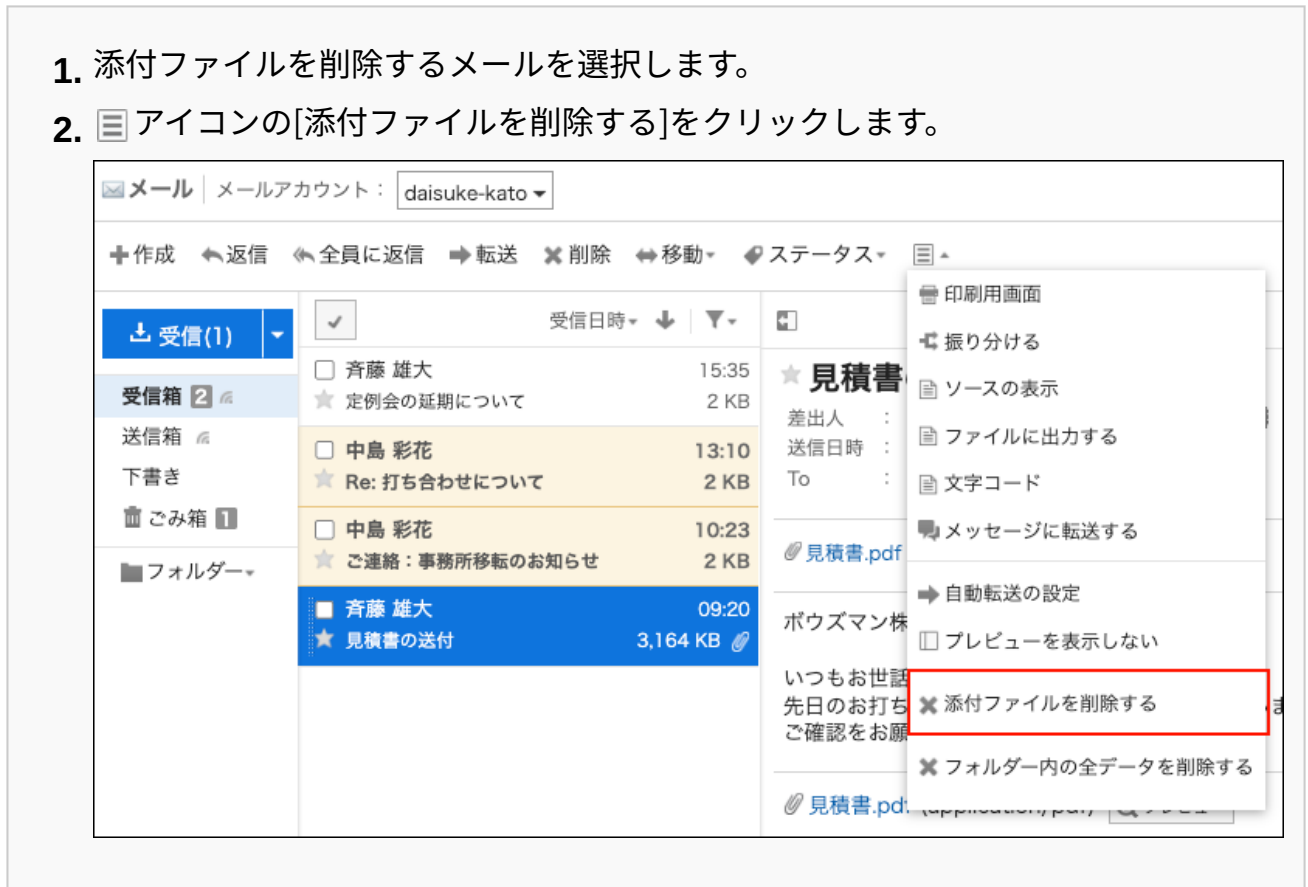 1. 添付ファイルを削除するメールを選択します。
2. アイコンの[添付ファイルを削除する]をクリックします。
メール メールアカウント： daisuke-kato
作成 返信 全員に返信 転送 削除 移動 ステータス
受信(1)
受信箱 2
送信箱
下書き
ごみ箱 1
フォルダー
受信日時
斉藤 雄大 15:35
定例会の延期について 2 KB
中島 彩花 13:10
Re: 打ち合わせについて 2 KB
中島 彩花 10:23
ご連絡：事務所移転のお知らせ 2 KB
斉藤 雄大 09:20
見積書の送付 3,164 KB
見積書
差出人 :
送信日時 :
To :
見積書.pdf
ボウズマン株
いつもお世話
先日のお打ち
ご確認をお願
見積書.pd
印刷用画面
振り分ける
ソースの表示
ファイルに出力する
文字コード
メッセージに転送する
自動転送の設定
プレビューを表示しない
添付ファイルを削除する
フォルダー内の全データを削除する